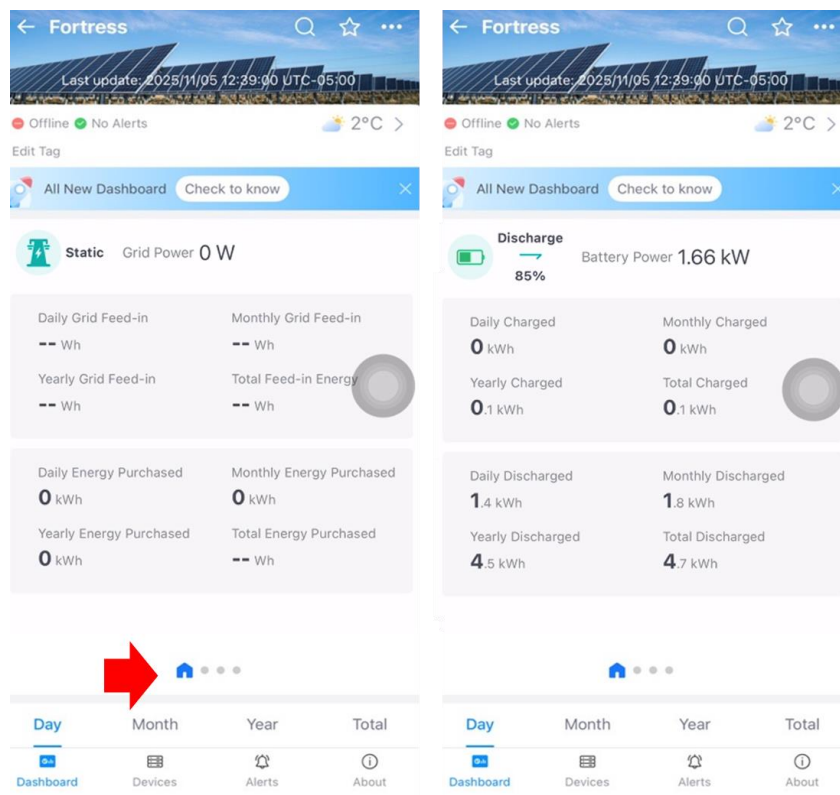 Fortress
Last update: 2025/11/05 12:39:00 UTC-05:00
Offline No Alerts 2°C
Edit Tag
All New Dashboard Check to know
Static Grid Power 0 W
Daily Grid Feed-in Monthly Grid Feed-in
-- Wh -- Wh
Yearly Grid Feed-in Total Feed-in Energy
-- Wh -- Wh
Daily Energy Purchased Monthly Energy Purchased
0 kWh 0 kWh
Yearly Energy Purchased Total Energy Purchased
0 kWh -- Wh
Day Month Year Total
Dashboard Devices Alerts About
Fortress
Last update: 2025/11/05 12:39:00 UTC-05:00
Offline No Alerts 2°C
Edit Tag
All New Dashboard Check to know
Discharge
85%
Battery Power 1.66 kW
Daily Charged Monthly Charged
0 kWh 0 kWh
Yearly Charged Total Charged
0.1 kWh 0.1 kWh
Daily Discharged Monthly Discharged
1.4 kWh 1.8 kWh
Yearly Discharged Total Discharged
4.5 kWh 4.7 kWh
Day Month Year Total
Dashboard Devices Alerts About